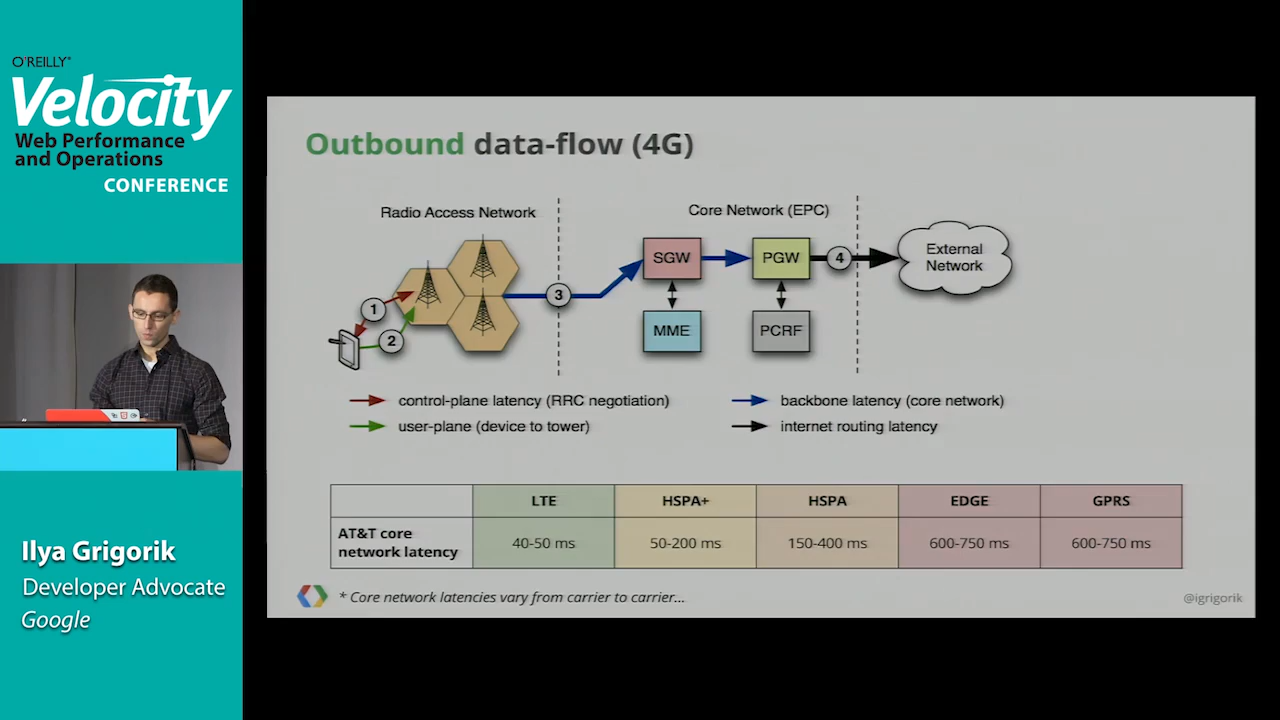 O'REILLY®
Velocity
Web Performance
and Operations
CONFERENCE
Ilya Grigorik
Developer Advocate
Google
Outbound data-flow (4G)
Radio Access Network
Core Network (EPC)
SGW
PGW
4
External
Network
1
2
3
MME
PCRF
control-plane latency (RRC negotiation)
user-plane (device to tower)
backbone latency (core network)
internet routing latency
LTE HSPA+ HSPA EDGE GPRS
AT&T core
network latency
40-50 ms 50-200 ms 150-400 ms 600-750 ms 600-750 ms
* Core network latencies vary from carrier to carrier...
@igrigorik